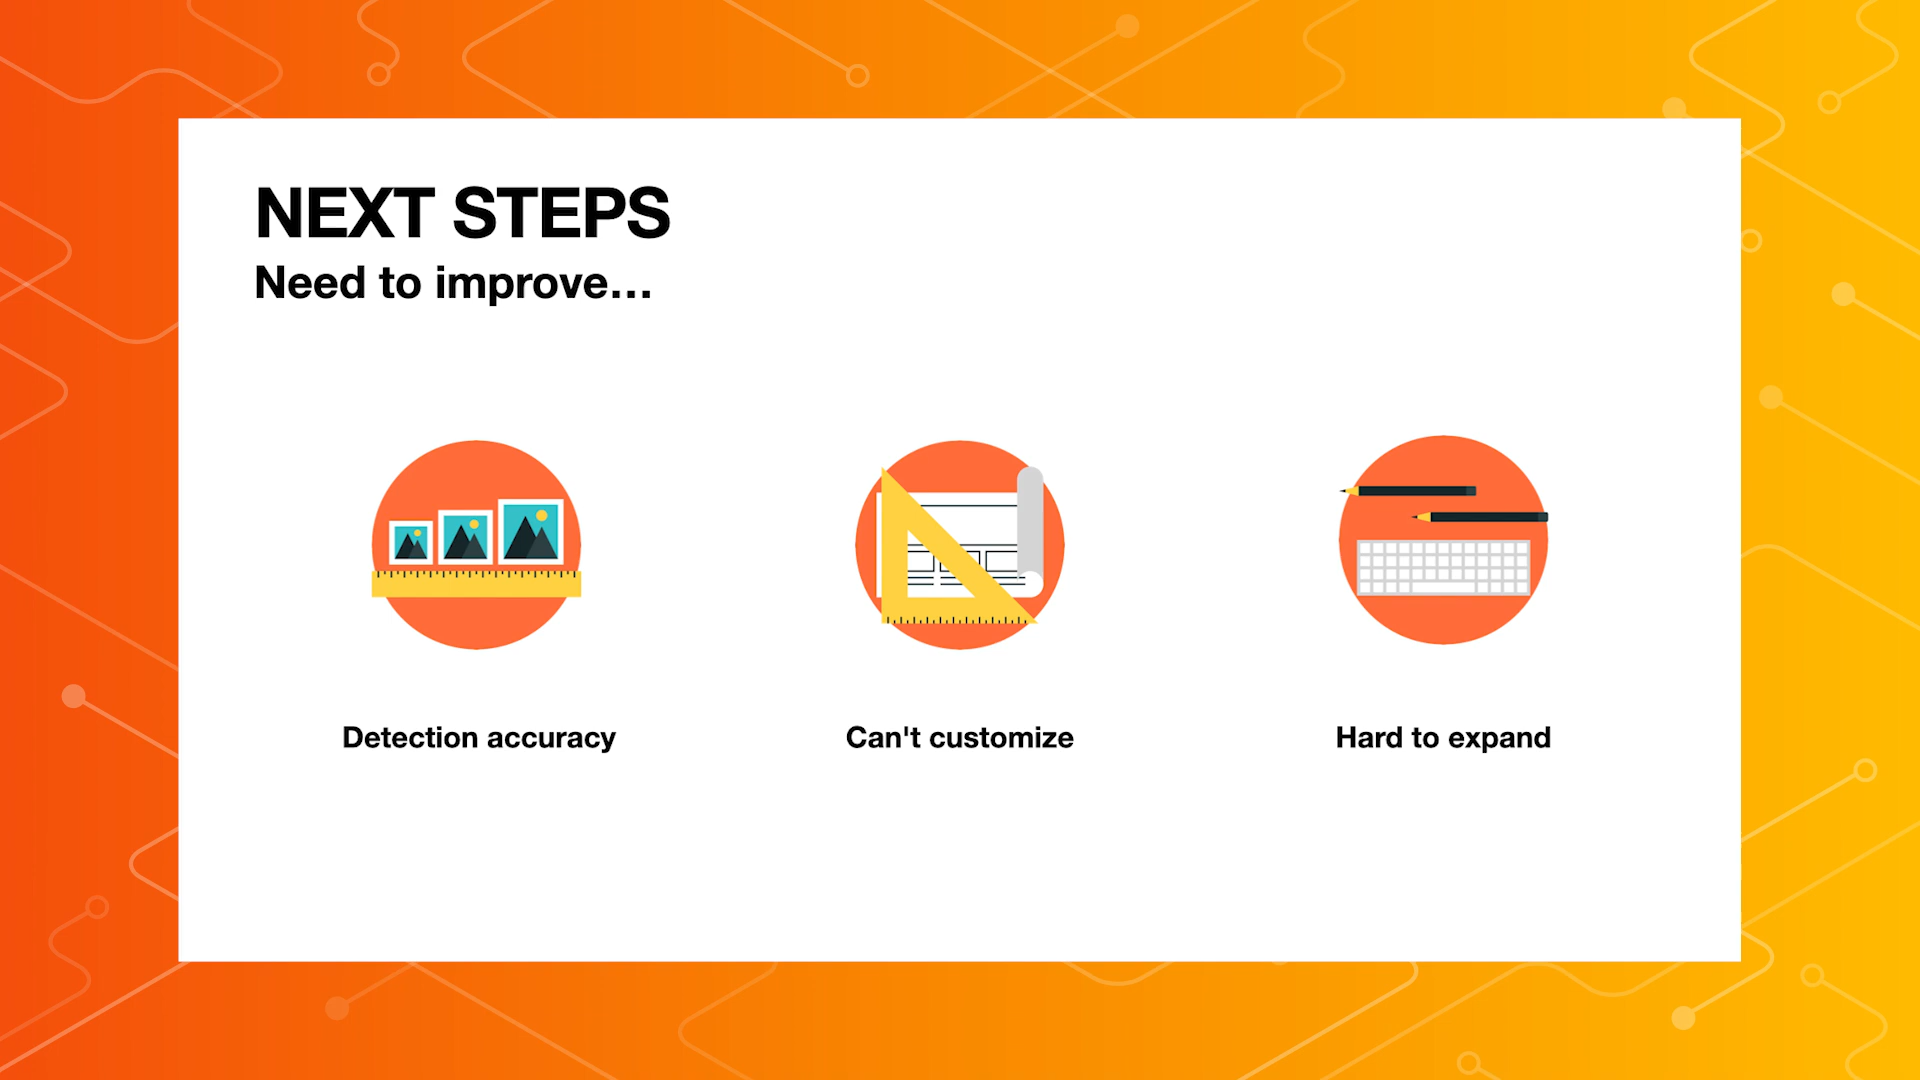 NEXT STEPS
Need to improve...
Detection accuracy
Can't customize
Hard to expand